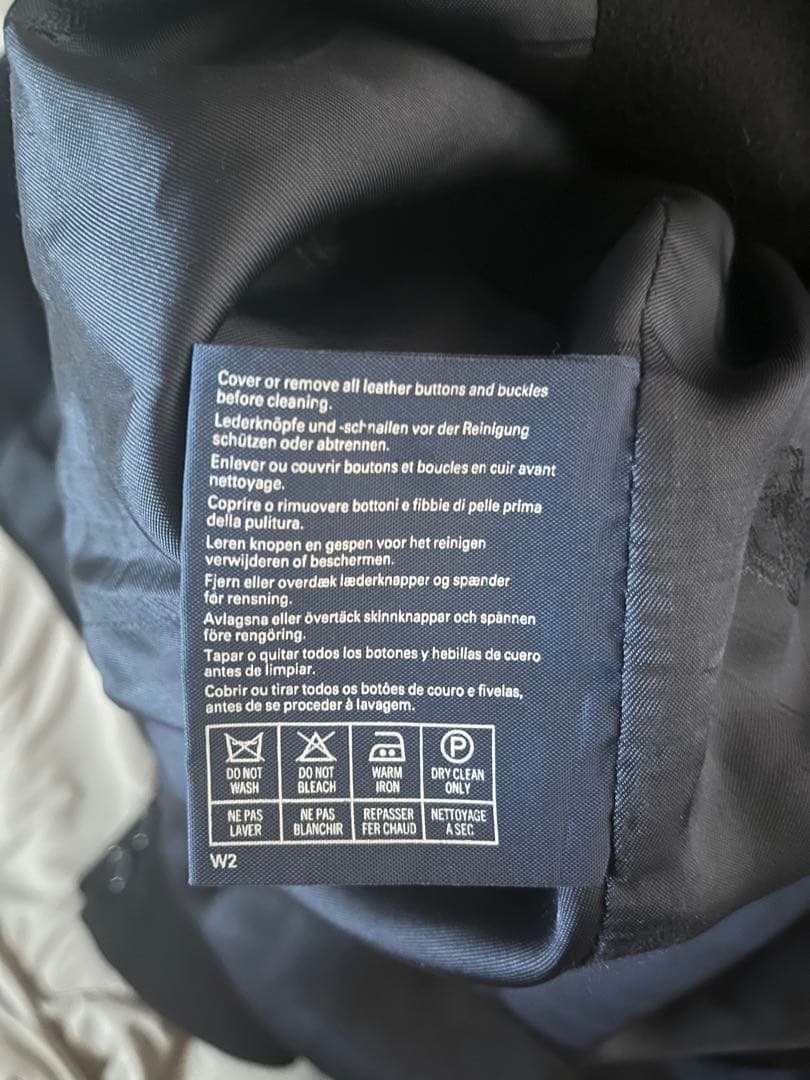 Cover or remove all leather buttons and buckles
before cleaning.
Lederknöpfe und -schnallen vor der Reinigung
schützen oder abtrennen.
Enlever ou couvrir boutons et boucles en cuir avant
nettoyage.
Coprire o rimuovere bottoni e fibbie di pelle prima
della pulitura.
Leren knopen en gespen voor het reinigen
verwijderen of beschermen.
Fjern eller overdæk læderknapper og spænder
før rensning.
Avlagsna eller övertäck skinnknappar och spännen
före rengöring.
Tapar o quitar todos los botones y hebillas de cuero
antes de limpiar.
Cobrir ou tirar todos os botões de couro e fivelas,
antes de se proceder à lavagem.
P
DO NOT WASH
DO NOT BLEACH
WARM IRON
DRY CLEAN ONLY
NE PAS LAVER
NE PAS BLANCHIR
REPASSER FER CHAUD
NETTOYAGE A SEC
W2